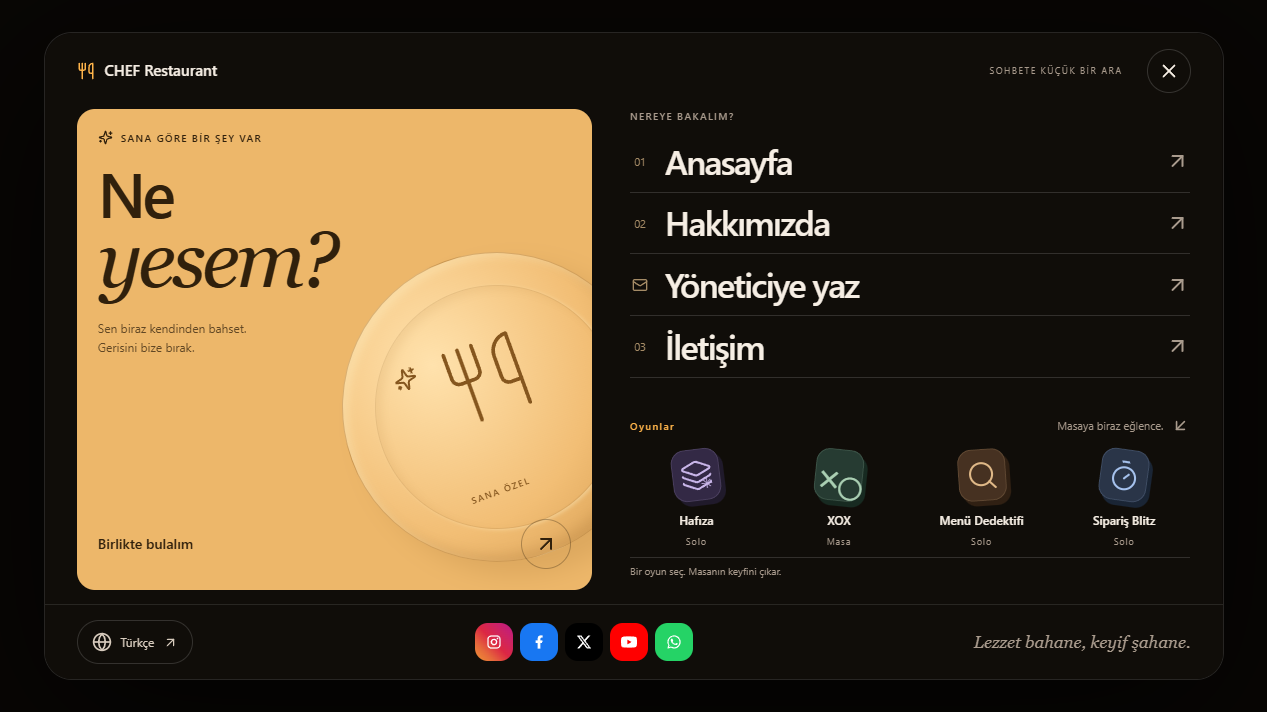 CHEF Restaurant
SOHBETE KÜÇÜK BİR ARA
SANA GÖRE BİR ŞEY VAR
Ne
yesem?
Sen biraz kendinden bahset.
Gerisini bize bırak.
SANA ÖZEL
Birlikte bulalım
NEREYE BAKALIM?
01 Anasayfa
02 Hakkımızda
Yöneticiye yaz
03 İletişim
Oyunlar
Masaya biraz eğlence.
Hafıza
Solo
XOX
Masa
Menü Dedektifi
Solo
Sipariş Blitz
Solo
Bir oyun seç. Masanın keyfini çıkar.
Türkçe
Lezzet bahane, keyif şahane.